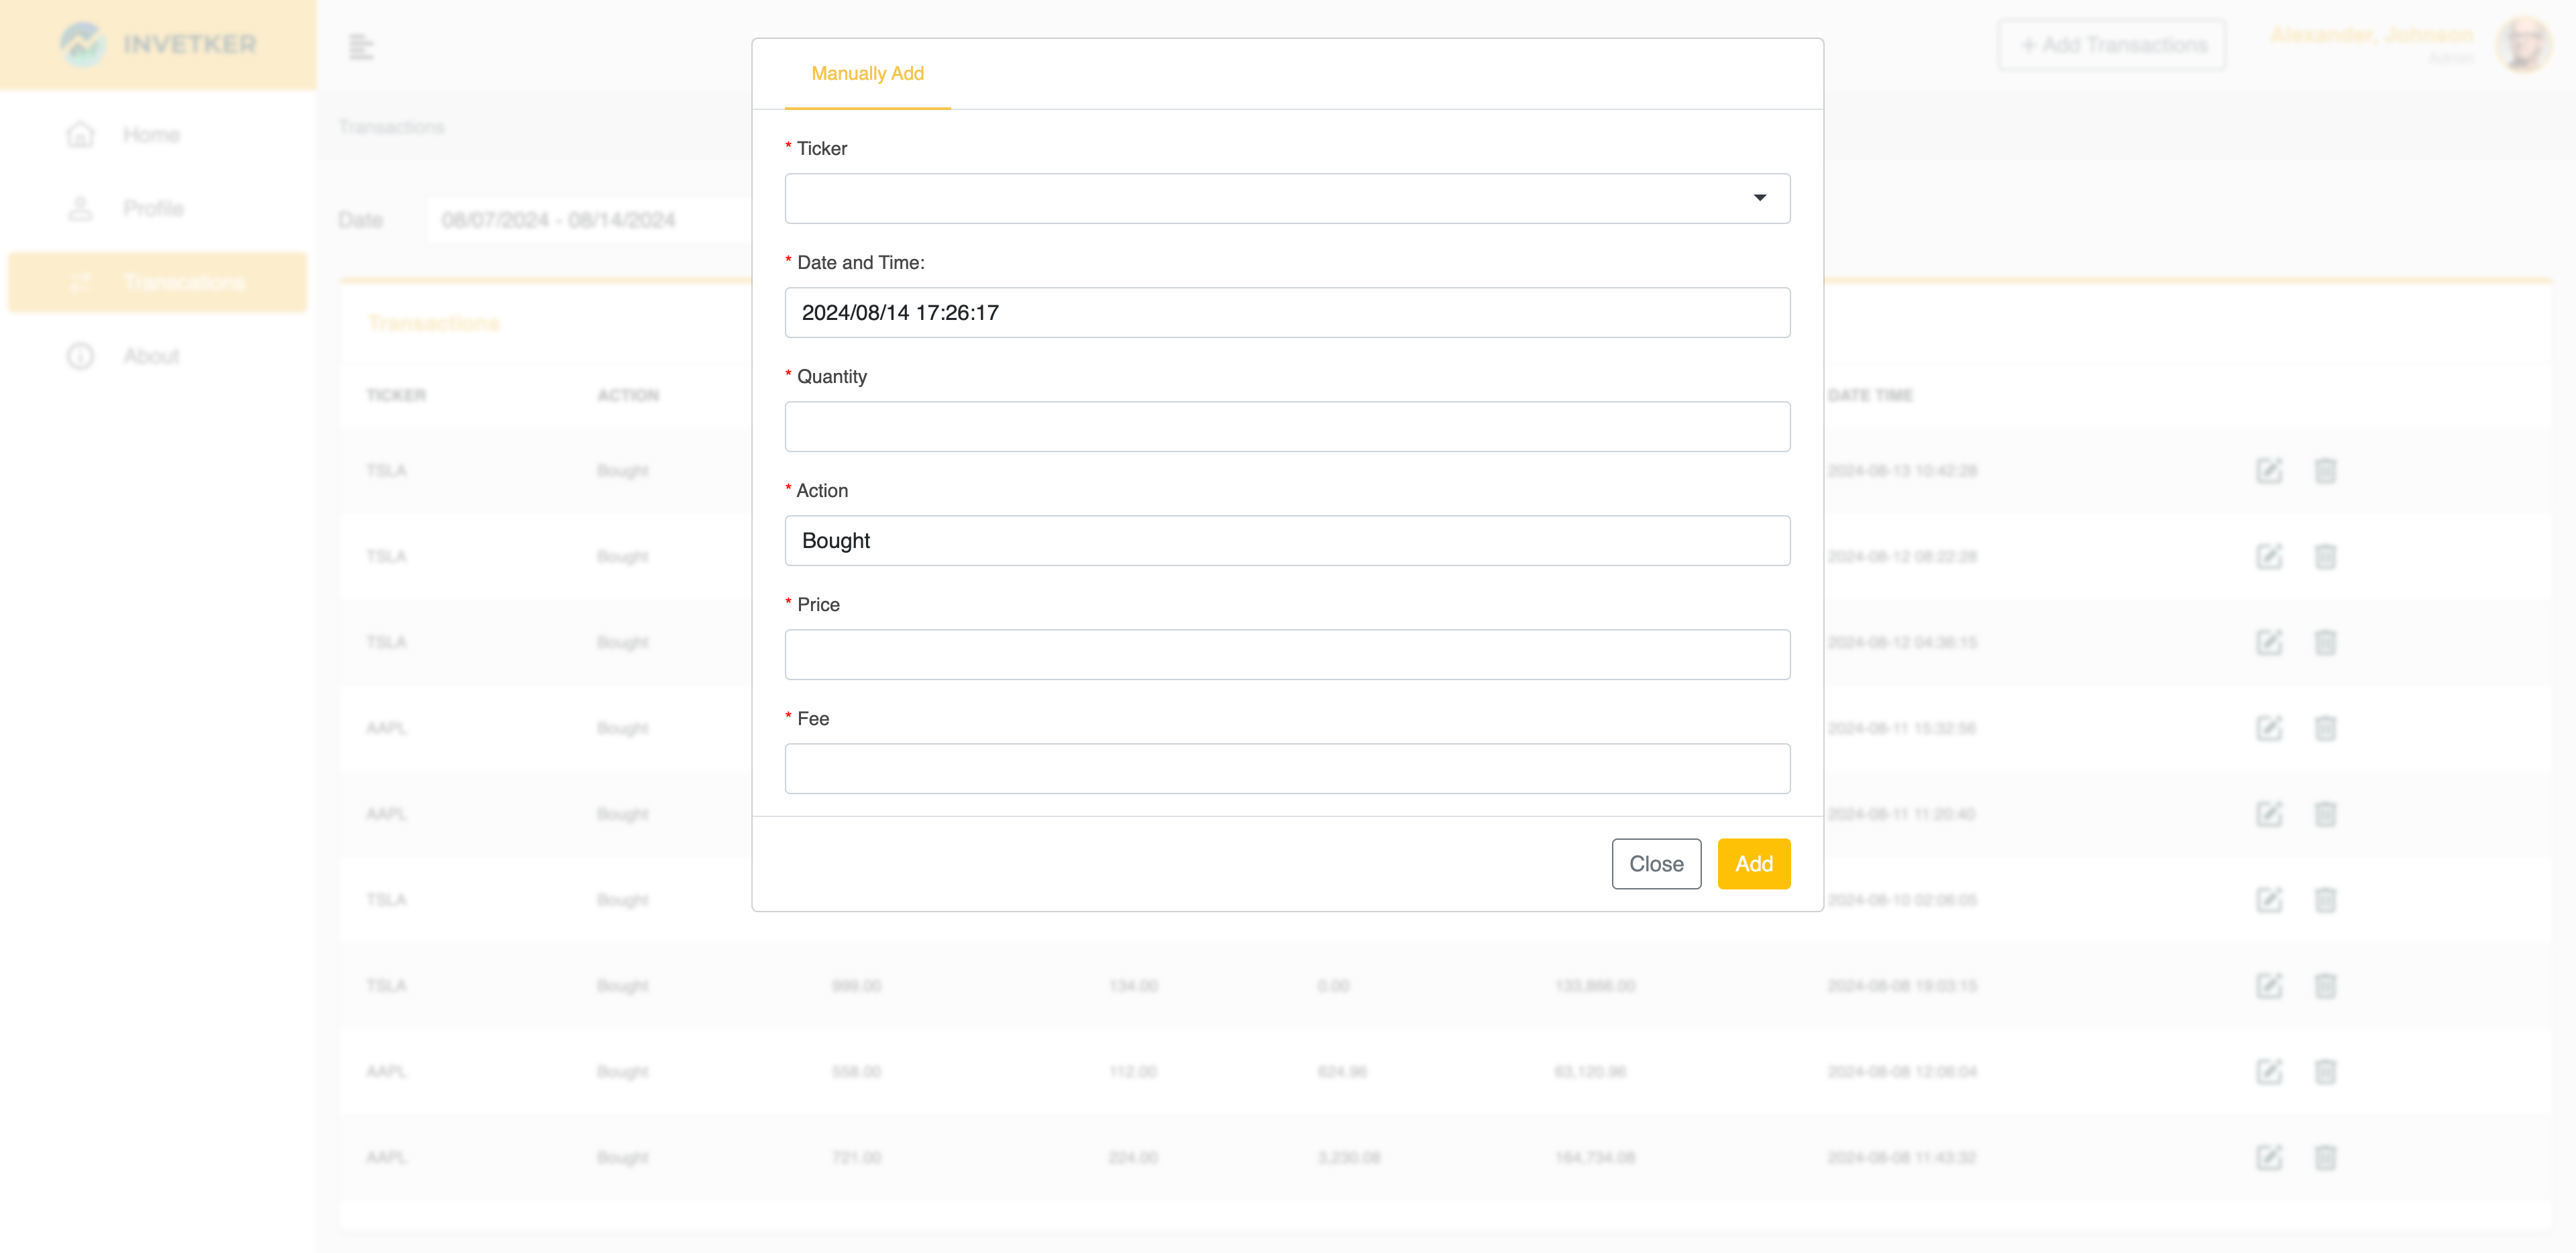 INVETKER
+ Add Transactions
Alexander, Johnson
Admin
Home
Profile
Transcations
About
Transactions
Date 08/07/2024 - 08/14/2024
Transactions
TICKER ACTION DATE TIME
TSLA Bought 2024-08-13 10:42:28
TSLA Bought 2024-08-12 08:22:28
TSLA Bought 2024-08-12 04:36:15
AAPL Bought 2024-08-11 15:32:56
AAPL Bought 2024-08-11 11:20:40
TSLA Bought 2024-08-10 02:06:05
TSLA Bought 999.00 134.00 0.00 133,866.00 2024-08-08 19:03:15
AAPL Bought 558.00 112.00 624.96 63,120.96 2024-08-08 12:06:04
AAPL Bought 721.00 224.00 3,230.08 164,734.08 2024-08-08 11:43:32
Manually Add
* Ticker
* Date and Time:
2024/08/14 17:26:17
* Quantity
* Action
Bought
* Price
* Fee
Close Add